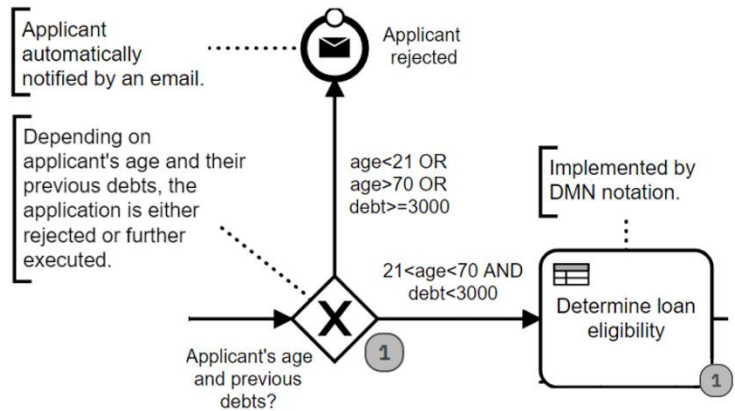 Applicant
automatically
notified by an email.
Applicant
rejected
Depending on
applicant's age and their
previous debts, the
application is either
rejected or further
executed.
age<21 OR
age>70 OR
debt>=3000
Implemented by
DMN notation.
21<age<70 AND
debt<3000
X
Determine loan
eligibility
Applicant's age
and previous
debts?
1
1